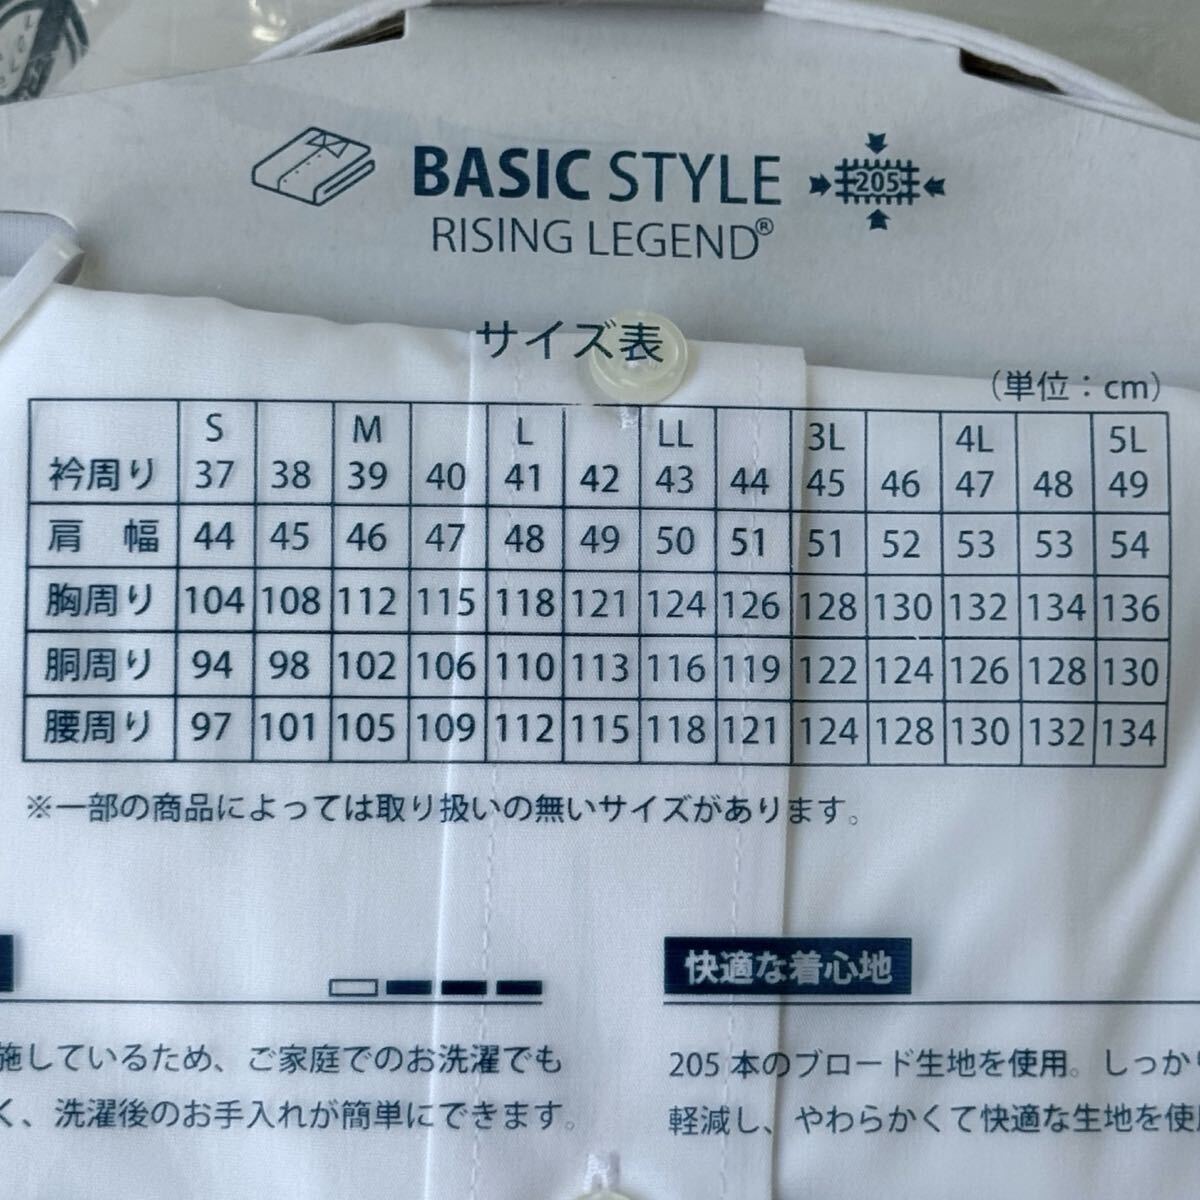 BASIC STYLE
205
RISING LEGEND®
サイズ表
（単位：cm）
S M L LL 3L 4L 5L
衿周り 37 38 39 40 41 42 43 44 45 46 47 48 49
肩 幅 44 45 46 47 48 49 50 51 51 52 53 53 54
胸周り 104 108 112 115 118 121 124 126 128 130 132 134 136
胴周り 94 98 102 106 110 113 116 119 122 124 126 128 130
腰周り 97 101 105 109 112 115 118 121 124 128 130 132 134
※一部の商品によっては取り扱いの無いサイズがあります。
施しているため、ご家庭でのお洗濯でも
く、洗濯後のお手入れが簡単にできます。
快適な着心地
205 本のブロード生地を使用。しっかり
軽減し、やわらかくて快適な生地を使用